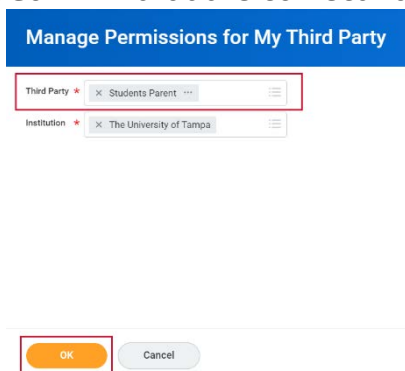 Manage Permissions for My Third Party
Third Party * × Students Parent ...
Institution * × The University of Tampa
OK Cancel